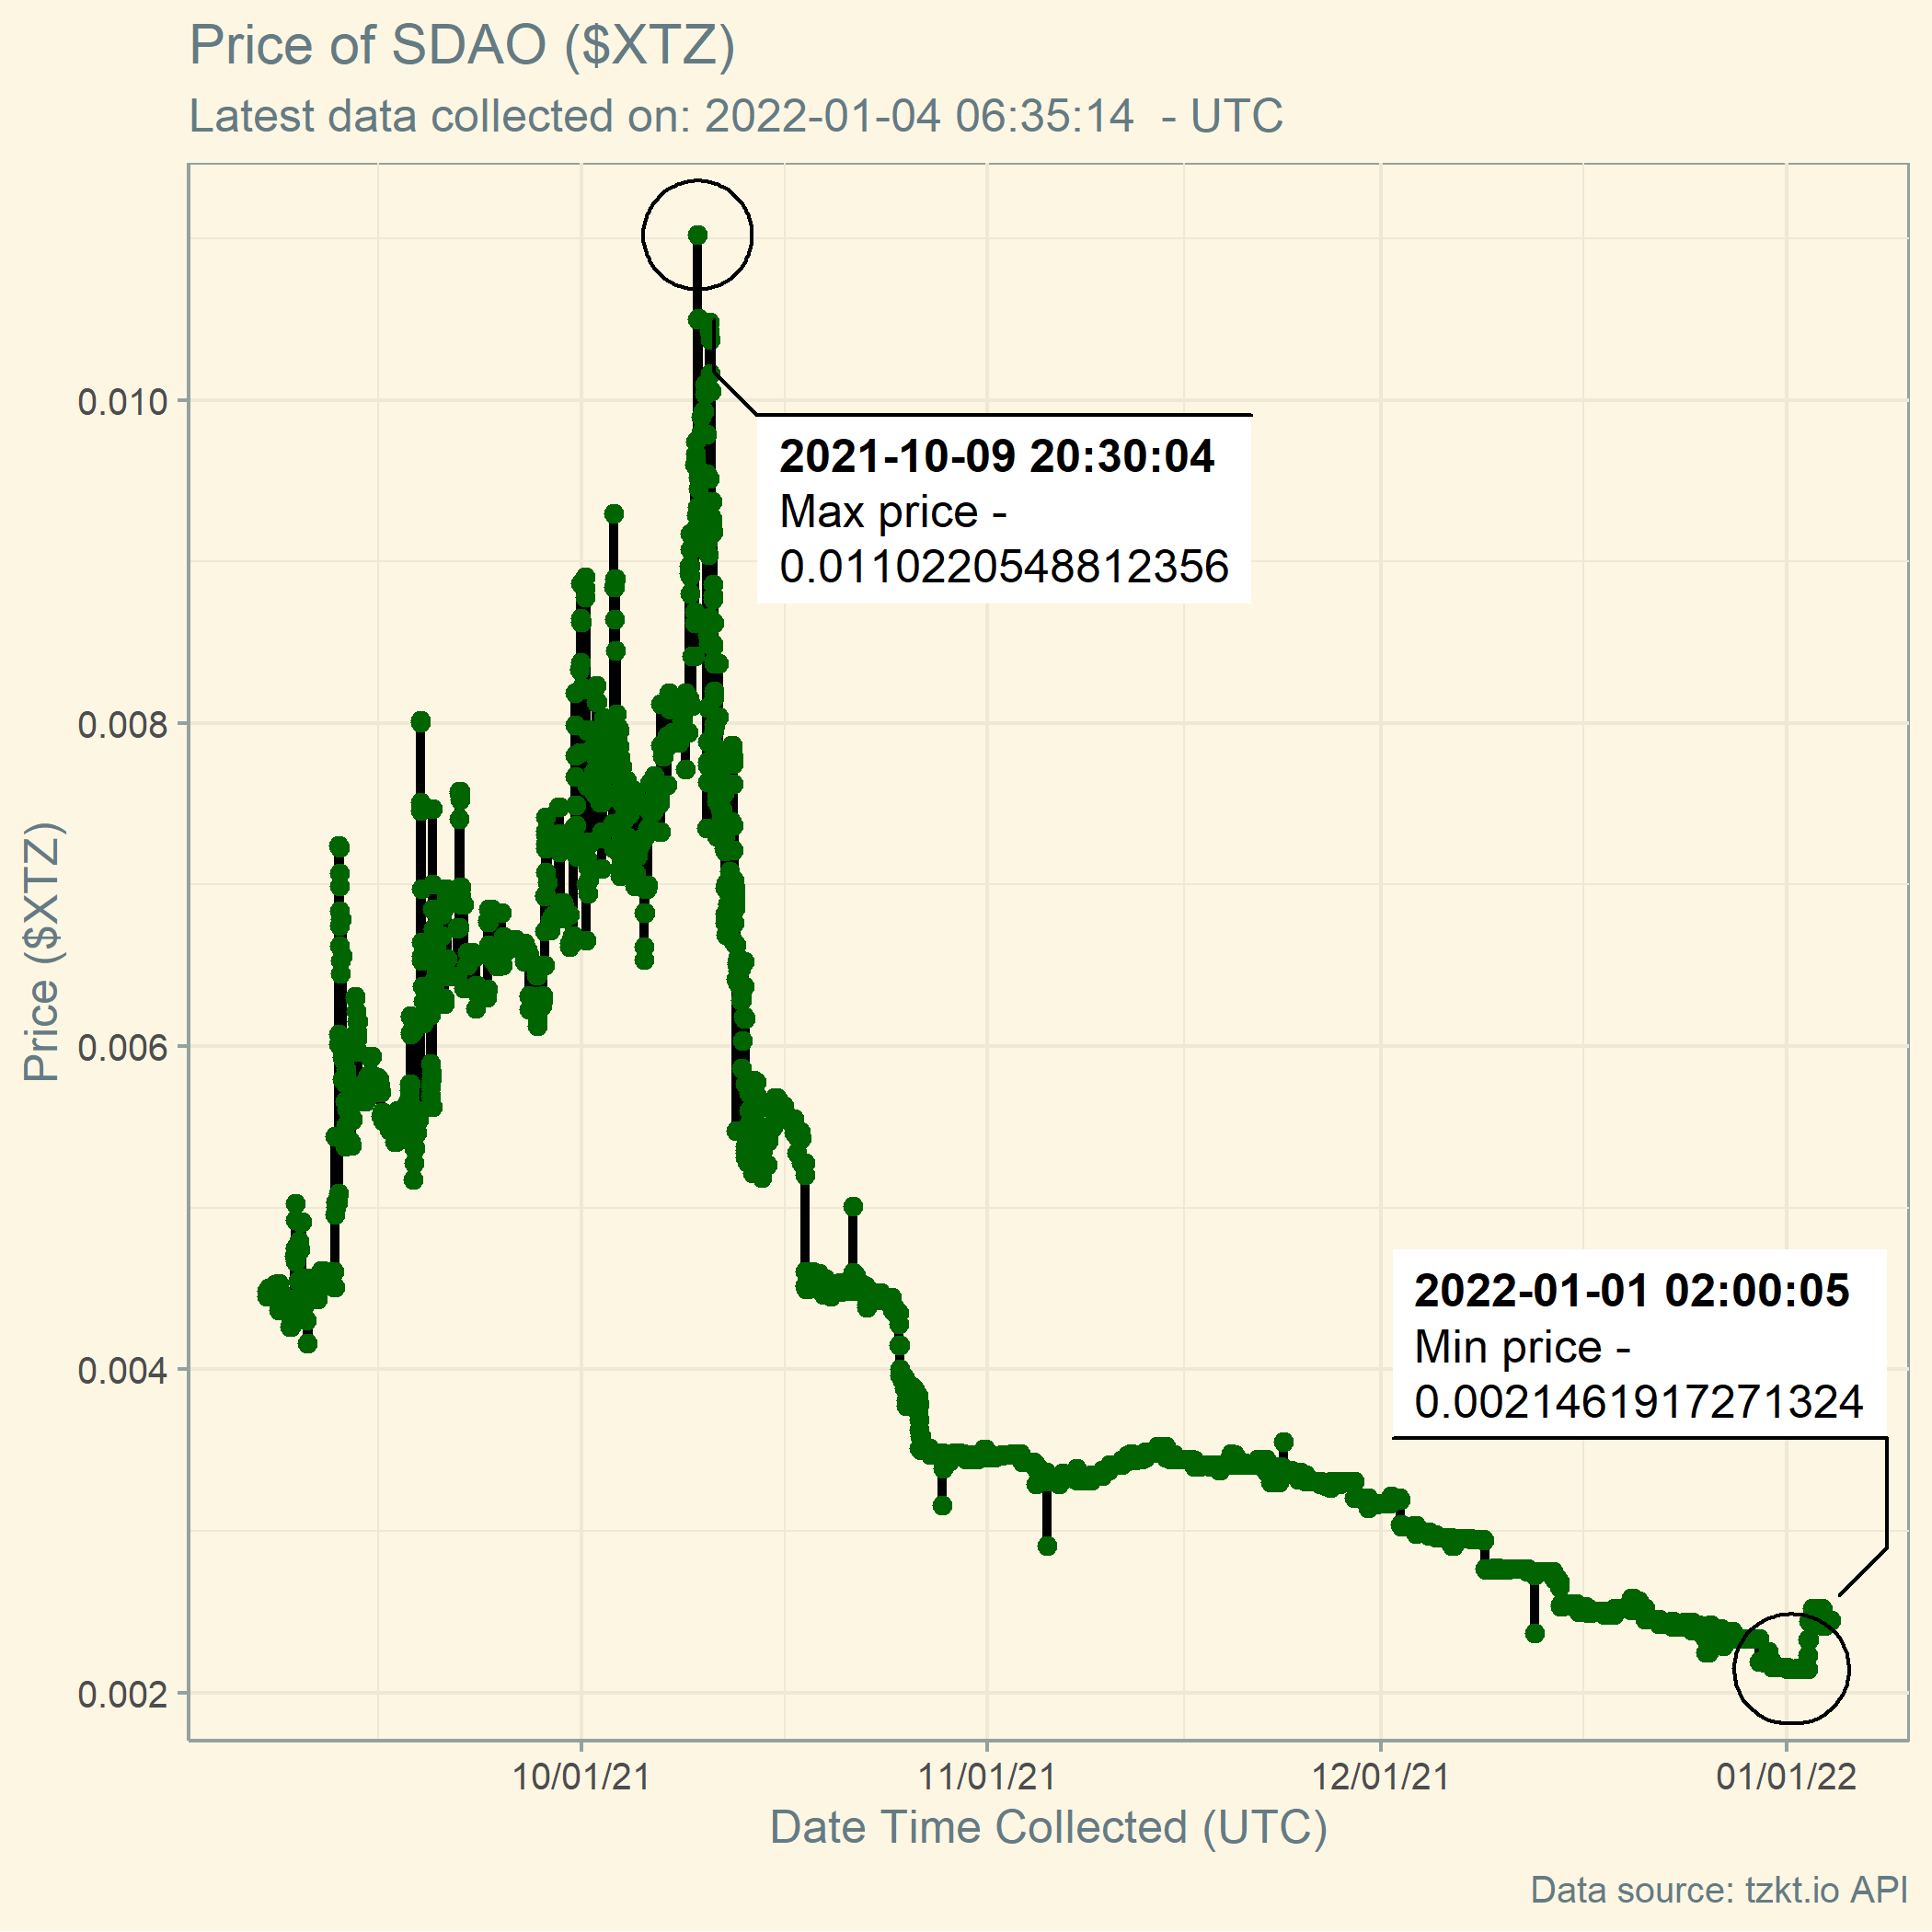 Price of SDAO ($XTZ)
Latest data collected on: 2022-01-04 06:35:14  - UTC
2021-10-09 20:30:04
Max price -
0.0110220548812356
2022-01-01 02:00:05
Min price -
0.0021461917271324
0.010
0.008
0.006
0.004
0.002
Price ($XTZ)
10/01/21
11/01/21
12/01/21
01/01/22
Date Time Collected (UTC)
Data source: tzkt.io API